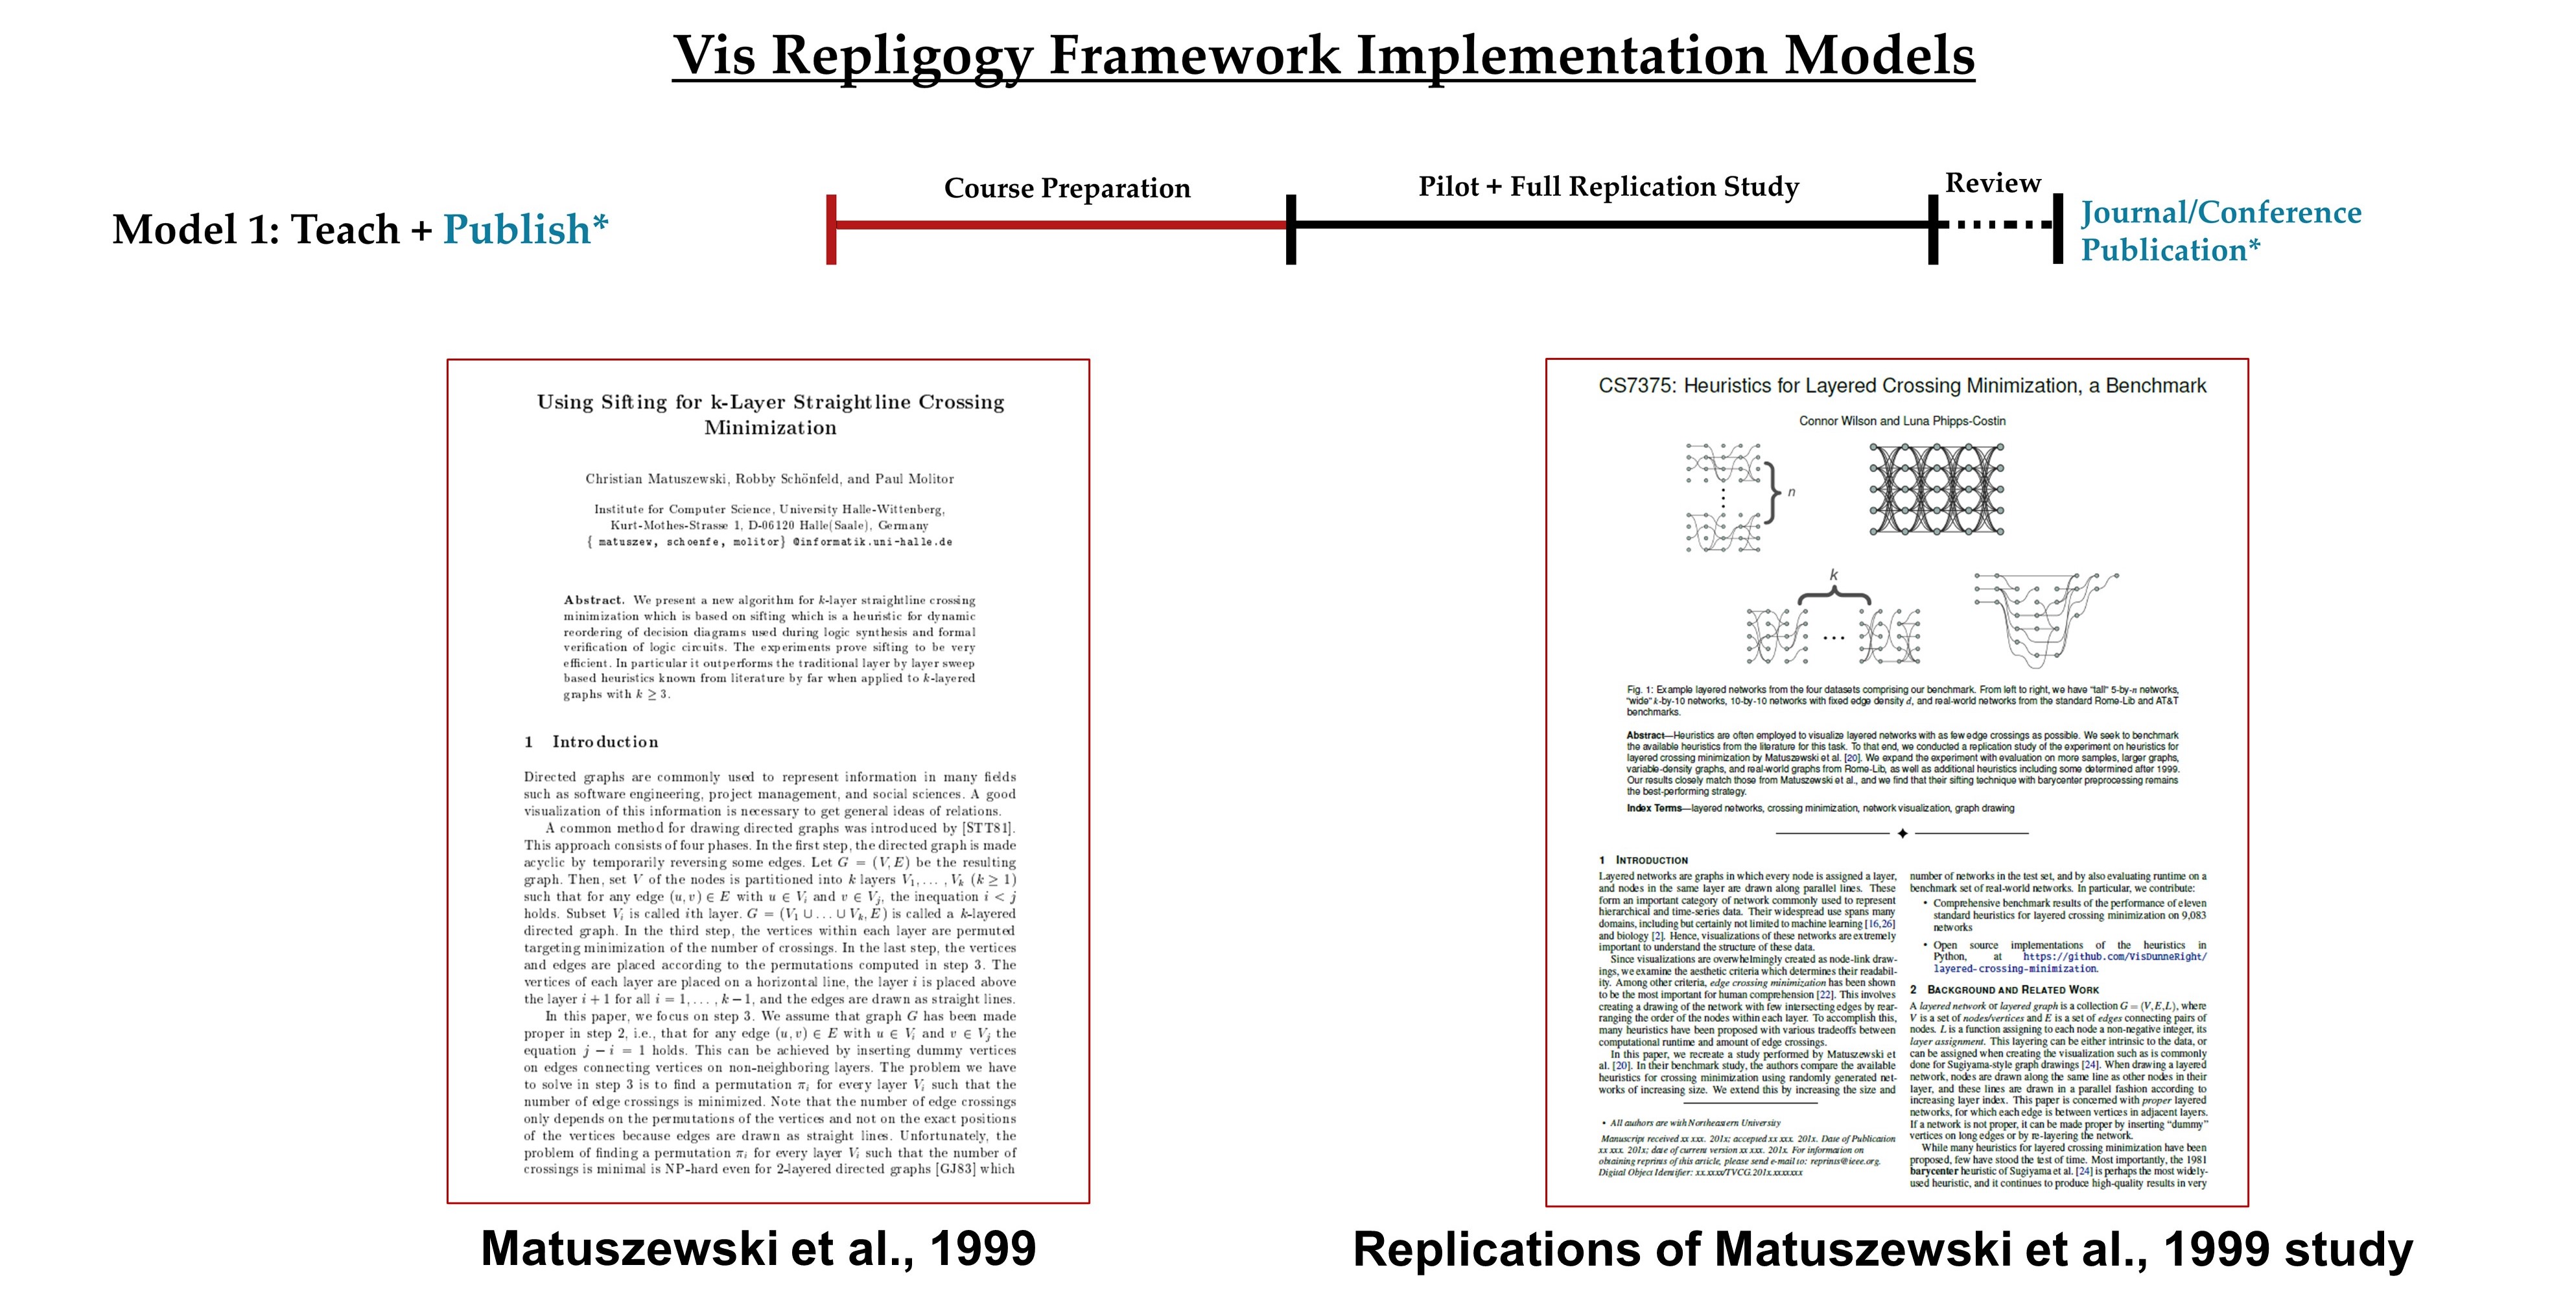 Vis Repligogy Framework Implementation Models
Model 1: Teach + Publish*
Course Preparation
Pilot + Full Replication Study
Review
Journal/Conference
Publication*
Using Sifting for k-Layer Straightline Crossing
Minimization
Christian Matuszewski, Robby Schönfeld, and Paul Molitor
Institute for Computer Science, University Halle-Wittenberg,
Kurt-Mothes-Strasse 1, D-06120 Halle(Saale), Germany
{ matuszew, schoenfe, molitor} @informatik.uni-halle.de
Abstract. We present a new algorithm for k-layer straightline crossing
minimization which is based on sifting which is a heuristic for dynamic
reordering of decision diagrams used during logic synthesis and formal
verification of logic circuits. The experiments prove sifting to be very
efficient. In particular it outperforms the traditional layer by layer sweep
based heuristics known from literature by far when applied to k-layered
graphs with k ≥ 3.
1 Introduction
Directed graphs are commonly used to represent information in many fields
such as software engineering, project management, and social sciences. A good
visualization of this information is necessary to get general ideas of relations.
A common method for drawing directed graphs was introduced by [STT81].
This approach consists of four phases. In the first step, the directed graph is made
acyclic by temporarily reversing some edges. Let G = (V, E) be the resulting
graph. Then, set V of the nodes is partitioned into k layers V₁, . . . , Vₖ (k ≥ 1)
such that for any edge (u, v) ∈ E with u ∈ Vᵢ and v ∈ Vⱼ, the inequation i < j
holds. Subset Vᵢ is called ith layer. G = (V₁ ∪ . . . ∪ Vₖ, E) is called a k-layered
directed graph. In the third step, the vertices within each layer are permuted
targeting minimization of the number of crossings. In the last step, the vertices
and edges are placed according to the permutations computed in step 3. The
vertices of each layer are placed on a horizontal line, the layer i is placed above
the layer i + 1 for all i = 1, . . . , k − 1, and the edges are drawn as straight lines.
In this paper, we focus on step 3. We assume that graph G has been made
proper in step 2, i.e., that for any edge (u, v) ∈ E with u ∈ Vᵢ and v ∈ Vⱼ the
equation j − i = 1 holds. This can be achieved by inserting dummy vertices
on edges connecting vertices on non-neighboring layers. The problem we have
to solve in step 3 is to find a permutation πᵢ for every layer Vᵢ such that the
number of edge crossings is minimized. Note that the number of edge crossings
only depends on the permutations of the vertices and not on the exact positions
of the vertices because edges are drawn as straight lines. Unfortunately, the
problem of finding a permutation πᵢ for every layer Vᵢ such that the number of
crossings is minimal is NP-hard even for 2-layered directed graphs [GJ83] which
Matuszewski et al., 1999
CS7375: Heuristics for Layered Crossing Minimization, a Benchmark
Connor Wilson and Luna Phipps-Costin
n
k
Fig. 1: Example layered networks from the four datasets comprising our benchmark. From left to right, we have "tall" 5-by-n networks,
"wide" k-by-10 networks, 10-by-10 networks with fixed edge density d, and real-world networks from the standard Rome-Lib and AT&T
benchmarks.
Abstract—Heuristics are often employed to visualize layered networks with as few edge crossings as possible. We seek to benchmark
the available heuristics from the literature for this task. To that end, we conducted a replication study of the experiment on heuristics for
layered crossing minimization by Matuszewski et al. [20]. We expand the experiment with evaluation on more samples, larger graphs,
variable-density graphs, and real-world graphs from Rome-Lib, as well as additional heuristics including some determined after 1999.
Our results closely match those from Matuszewski et al., and we find that their sifting technique with barycenter preprocessing remains
the best-performing strategy.
Index Terms—layered networks, crossing minimization, network visualization, graph drawing
1 INTRODUCTION
Layered networks are graphs in which every node is assigned a layer,
and nodes in the same layer are drawn along parallel lines. These
form an important category of network commonly used to represent
hierarchical and time-series data. Their widespread use spans many
domains, including but certainly not limited to machine learning [16,26]
and biology [2]. Hence, visualizations of these networks are extremely
important to understand the structure of these data.
Since visualizations are overwhelmingly created as node-link draw-
ings, we examine the aesthetic criteria which determines their readabil-
ity. Among other criteria, edge crossing minimization has been shown
to be the most important for human comprehension [22]. This involves
creating a drawing of the network with few intersecting edges by rear-
ranging the order of the nodes within each layer. To accomplish this,
many heuristics have been proposed with various tradeoffs between
computational runtime and amount of edge crossings.
In this paper, we recreate a study performed by Matuszewski et
al. [20]. In their benchmark study, the authors compare the available
heuristics for crossing minimization using randomly generated net-
works of increasing size. We extend this by increasing the size and
• All authors are with Northeastern University
Manuscript received xx xxx. 201x; accepted xx xxx. 201x. Date of Publication
xx xxx. 201x; date of current version xx xxx. 201x. For information on
obtaining reprints of this article, please send e-mail to: reprints@ieee.org.
Digital Object Identifier: xx.xxxx/TVCG.201x.xxxxxxx
number of networks in the test set, and by also evaluating runtime on a
benchmark set of real-world networks. In particular, we contribute:
• Comprehensive benchmark results of the performance of eleven
standard heuristics for layered crossing minimization on 9,083
networks
• Open source implementations of the heuristics in
Python, at https://github.com/VisDunneRight/
layered-crossing-minimization.
2 BACKGROUND AND RELATED WORK
A layered network or layered graph is a collection G = (V,E,L), where
V is a set of nodes/vertices and E is a set of edges connecting pairs of
nodes. L is a function assigning to each node a non-negative integer, its
layer assignment. This layering can be either intrinsic to the data, or
can be assigned when creating the visualization such as is commonly
done for Sugiyama-style graph drawings [24]. When drawing a layered
network, nodes are drawn along the same line as other nodes in their
layer, and these lines are drawn in a parallel fashion according to
increasing layer index. This paper is concerned with proper layered
networks, for which each edge is between vertices in adjacent layers.
If a network is not proper, it can be made proper by inserting "dummy"
vertices on long edges or by re-layering the network.
While many heuristics for layered crossing minimization have been
proposed, few have stood the test of time. Most importantly, the 1981
barycenter heuristic of Sugiyama et al. [24] is perhaps the most widely-
used heuristic, and it continues to produce high-quality results in very
Replications of Matuszewski et al., 1999 study